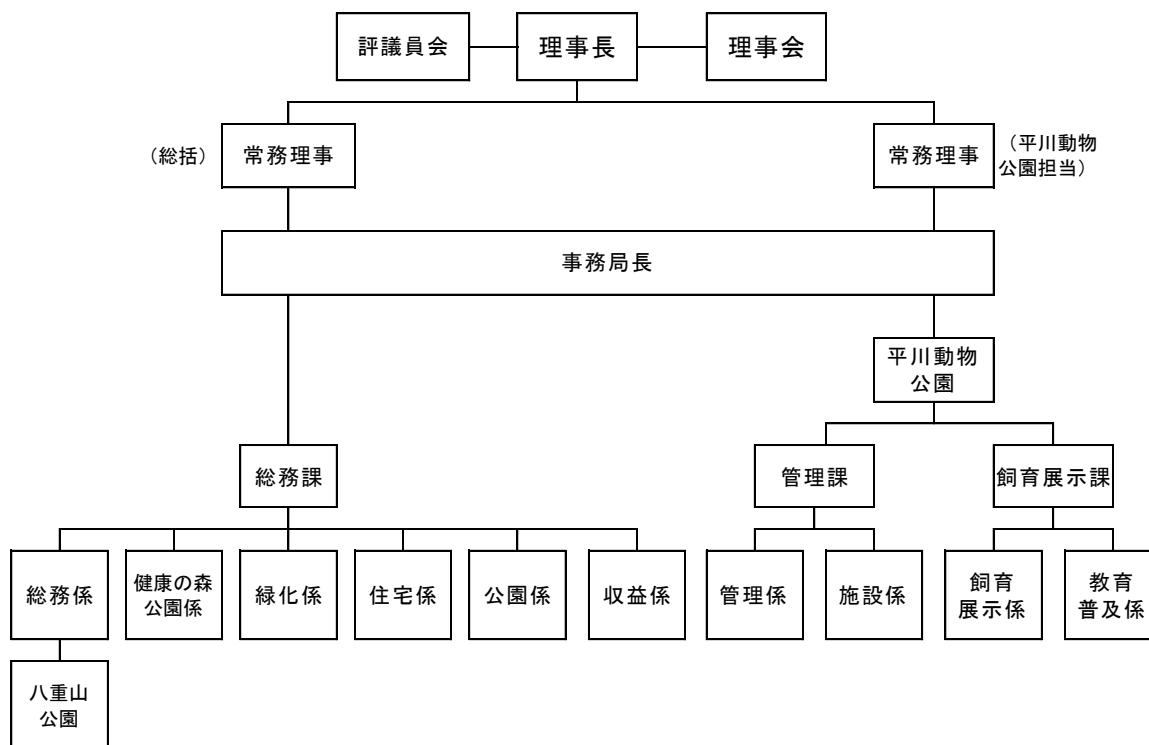 評議員会
理事長
理事会
（総括）
常務理事
常務理事
（平川動物
公園担当）
事務局長
平川動物
公園
総務課
管理課
飼育展示課
総務係
健康の森
公園係
緑化係
住宅係
公園係
収益係
管理係
施設係
飼育
展示係
教育
普及係
八重山
公園